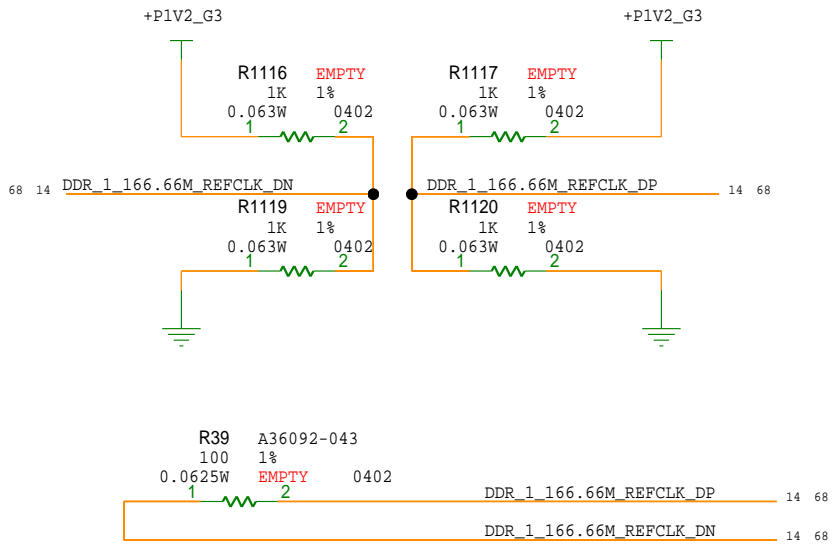 +P1V2_G3 +P1V2_G3
R1116 EMPTY R1117 EMPTY
1K 1% 1K 1%
0.063W 0402 0.063W 0402
1 2 1 2
68 14 DDR_1_166.66M_REFCLK_DN DDR_1_166.66M_REFCLK_DP 14 68
R1119 EMPTY R1120 EMPTY
1K 1% 1K 1%
0.063W 0402 0.063W 0402
1 2 1 2
R39 A36092-043
100 1%
0.0625W EMPTY 0402
1 2 DDR_1_166.66M_REFCLK_DP 14 68
DDR_1_166.66M_REFCLK_DN 14 68